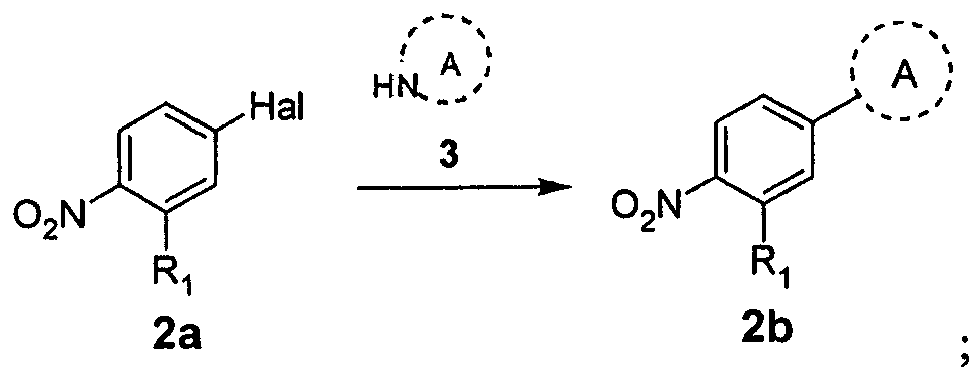 Hal
HN A
A
3
O₂N
O₂N
R₁
R₁
2a
2b
;